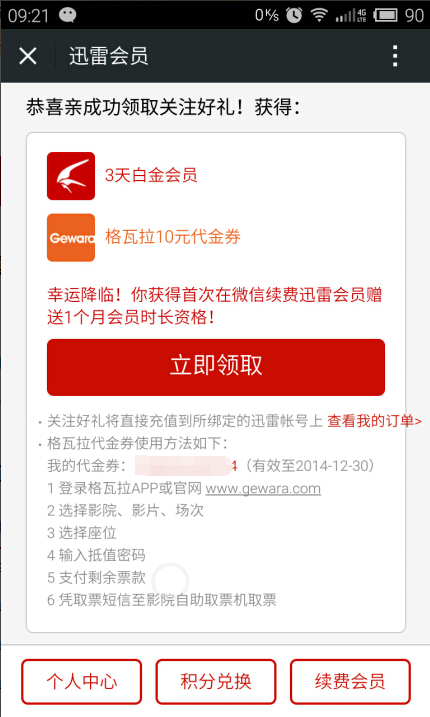 09:21 0 K/s 4G LTE 90
迅雷会员
恭喜亲成功领取关注好礼！获得：
3天白金会员
Gewara 格瓦拉10元代金券
幸运降临！你获得首次在微信续费迅雷会员赠
送1个月会员时长资格！
立即领取
· 关注好礼将直接充值到所绑定的迅雷帐号上 查看我的订单>
· 格瓦拉代金券使用方法如下：
我的代金券： 4（有效至2014-12-30）
1 登录格瓦拉APP或官网 www.gewara.com
2 选择影院、影片、场次
3 选择座位
4 输入抵值密码
5 支付剩余票款
6 凭取票短信至影院自助取票机取票
个人中心 积分兑换 续费会员